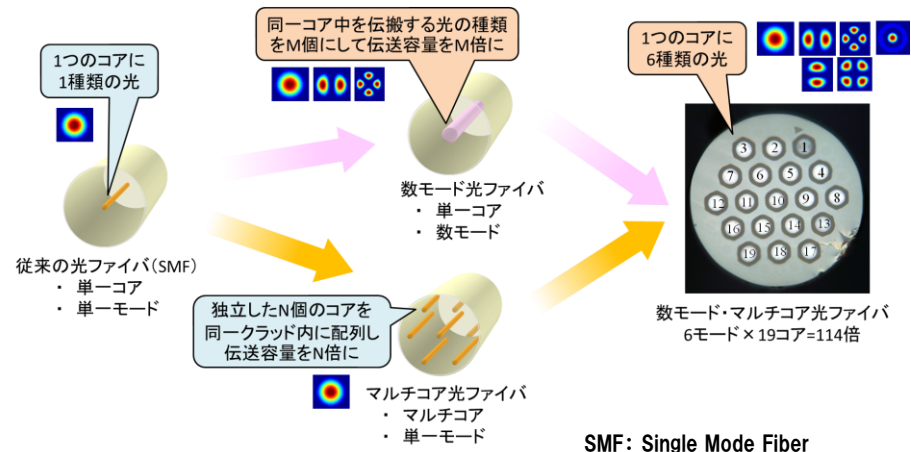 1つのコアに
1種類の光
従来の光ファイバ(SMF)
・ 単一コア
・ 単一モード
同一コア中を伝搬する光の種類
をM個にして伝送容量をM倍に
数モード光ファイバ
・ 単一コア
・ 数モード
独立したN個のコアを
同一クラッド内に配列し
伝送容量をN倍に
マルチコア光ファイバ
・ マルチコア
・ 単一モード
1つのコアに
6種類の光
3 2 1
7 6 5 4
12 11 10 9 8
16 15 14 13
19 18 17
数モード・マルチコア光ファイバ
6モード×19コア=114倍
SMF: Single Mode Fiber